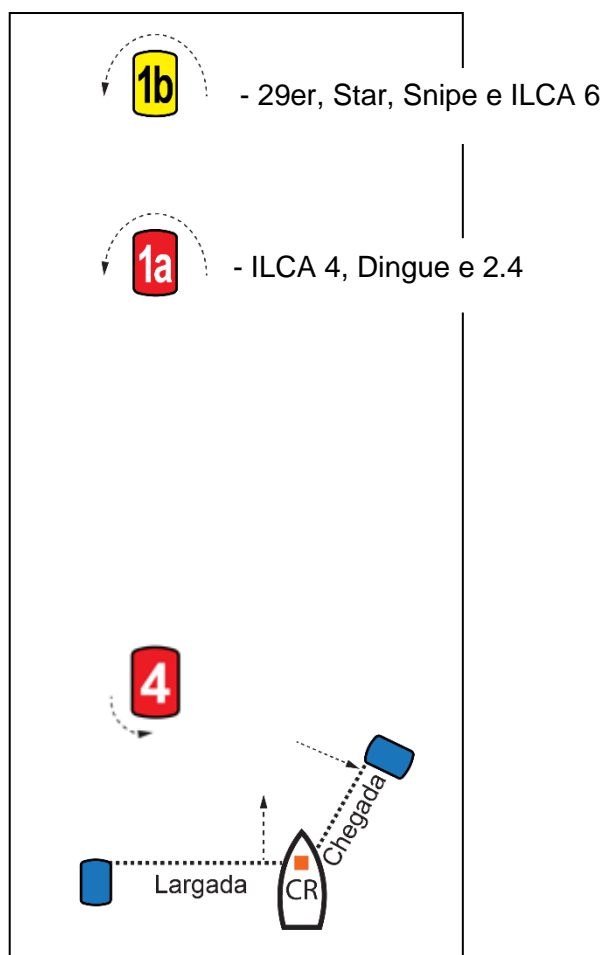 1b
- 29er, Star, Snipe e ILCA 6
1a
- ILCA 4, Dingue e 2.4
4
Chegada
Largada
CR